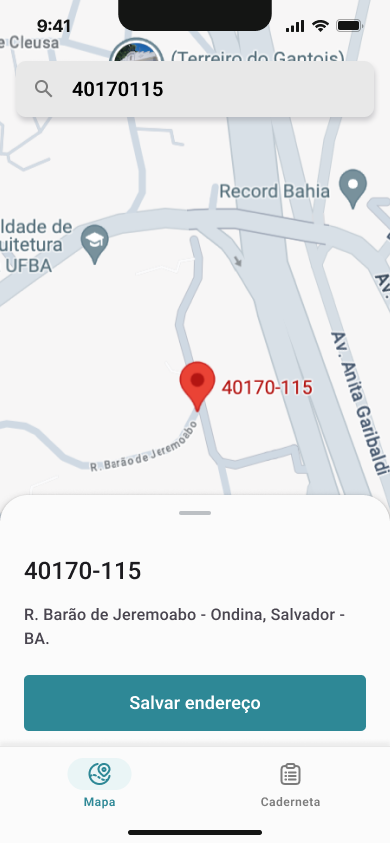 9:41
e Cleusa
(Terreiro do Gantois)
40170115
Record Bahia
ldade de
uitetura
UFBA
Av.
Av. Anita Garibaldi
40170-115
R. Barão de Jeremoabo
40170-115
R. Barão de Jeremoabo - Ondina, Salvador -
BA.
Salvar endereço
Mapa
Caderneta